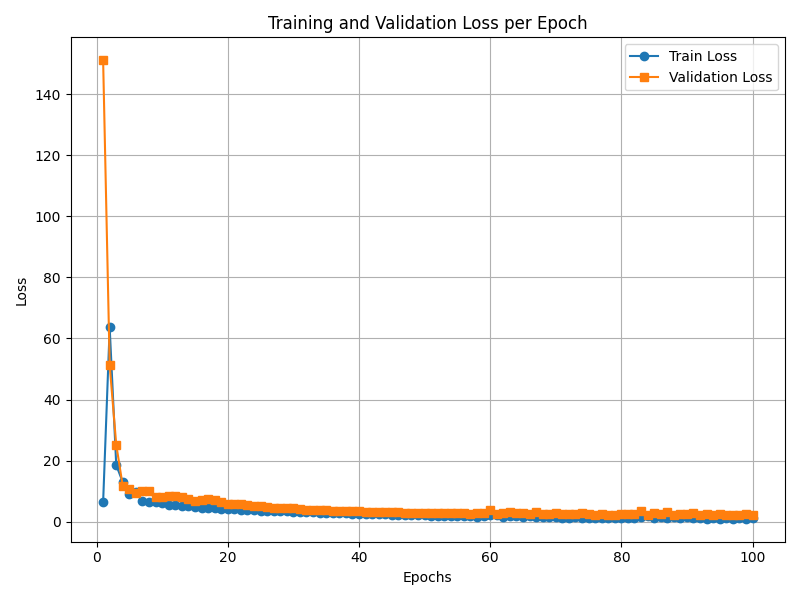 Training and Validation Loss per Epoch
Train Loss
Validation Loss
Loss
140
120
100
80
60
40
20
0
0 20 40 60 80 100
Epochs